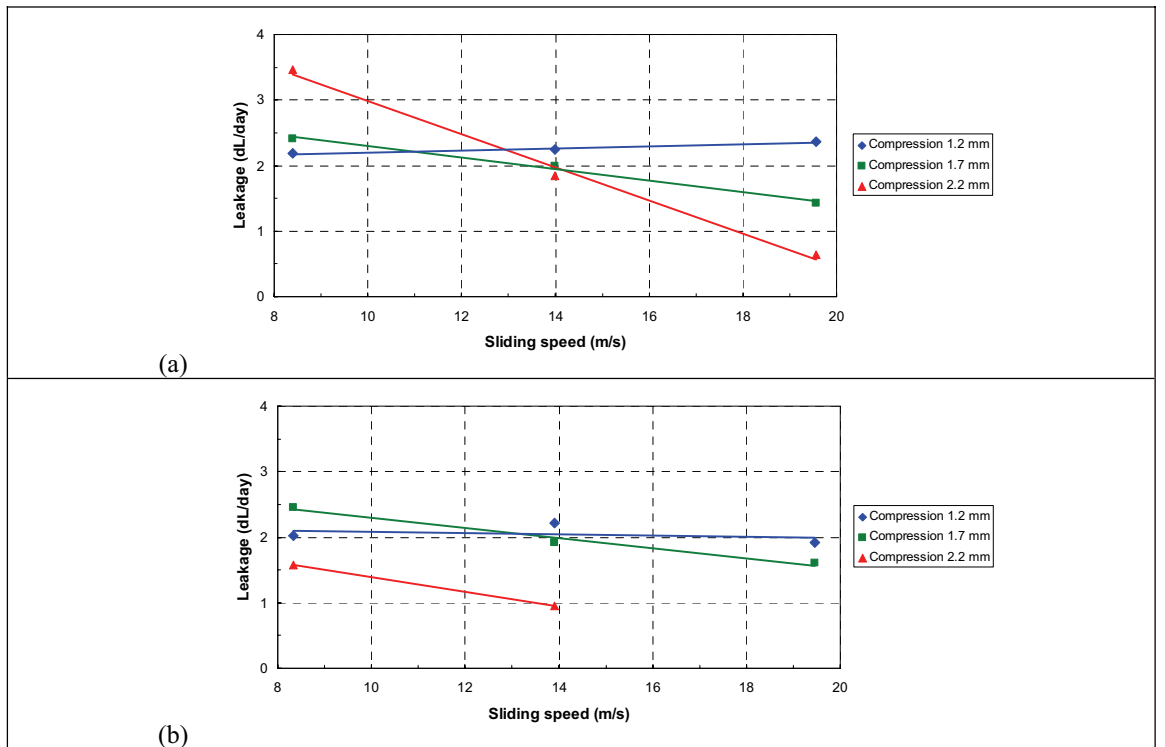 4
3
2
1
0
Leakage (dL/day)
8 10 12 14 16 18 20
Sliding speed (m/s)
Compression 1.2 mm
Compression 1.7 mm
Compression 2.2 mm
(a)
4
3
2
1
0
Leakage (dL/day)
8 10 12 14 16 18 20
Sliding speed (m/s)
Compression 1.2 mm
Compression 1.7 mm
Compression 2.2 mm
(b)